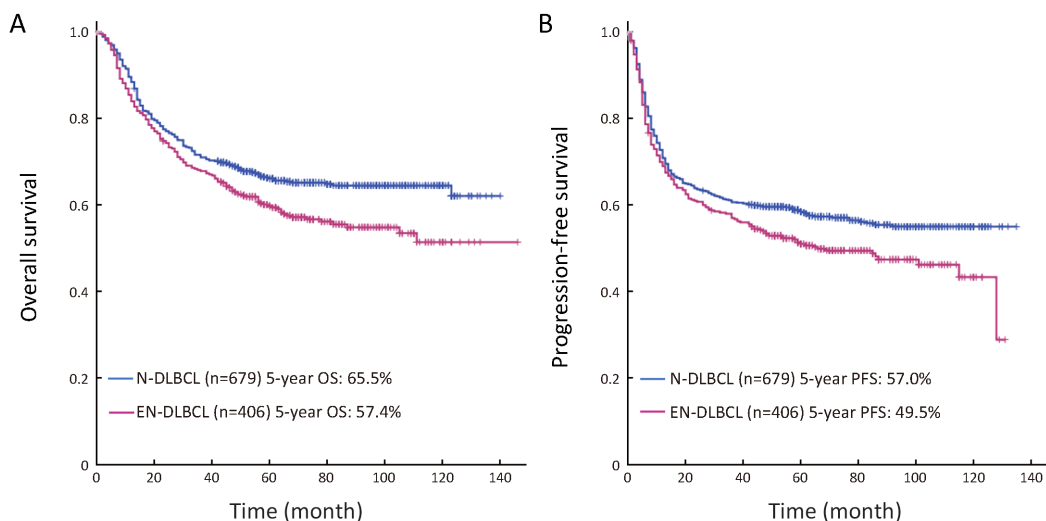 A
Overall survival
1.0
0.8
0.6
0.4
0.2
0
N-DLBCL (n=679) 5-year OS: 65.5%
EN-DLBCL (n=406) 5-year OS: 57.4%
0 20 40 60 80 100 120 140
Time (month)
B
Progression-free survival
1.0
0.8
0.6
0.4
0.2
0
N-DLBCL (n=679) 5-year PFS: 57.0%
EN-DLBCL (n=406) 5-year PFS: 49.5%
0 20 40 60 80 100 120 140
Time (month)